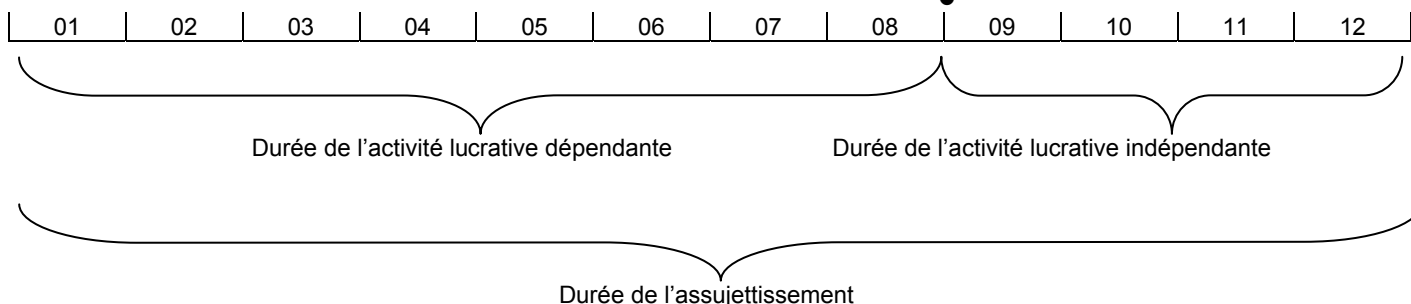 01 02 03 04 05 06 07 08 09 10 11 12
Durée de l’activité lucrative dépendante Durée de l’activité lucrative indépendante
Durée de l’assujettissement